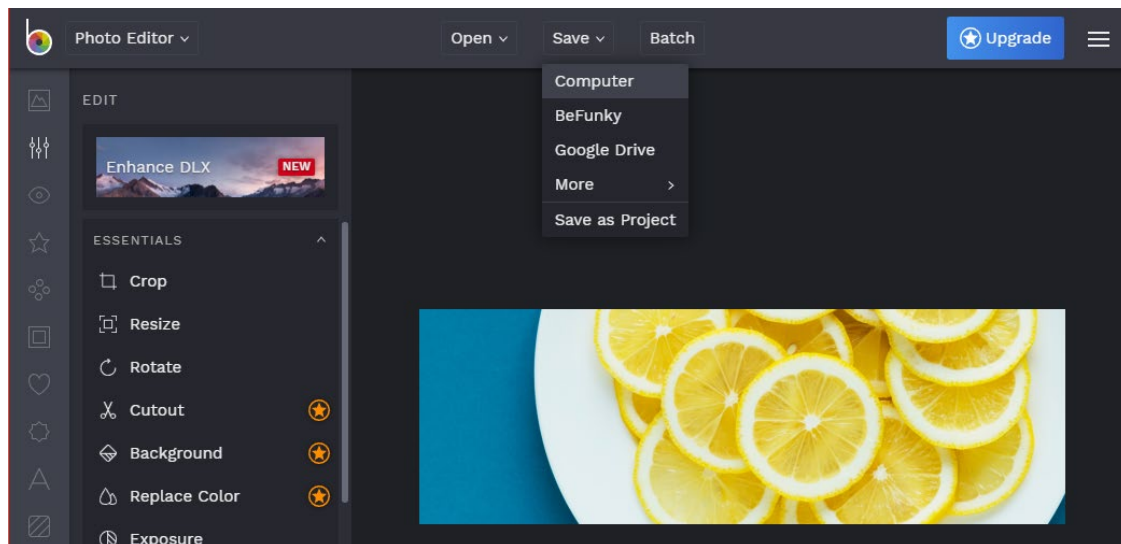 Photo Editor
Open
Save
Batch
Upgrade
Computer
BeFunky
Google Drive
More
Save as Project
EDIT
Enhance DLX
NEW
ESSENTIALS
Crop
Resize
Rotate
Cutout
Background
Replace Color
Exposure